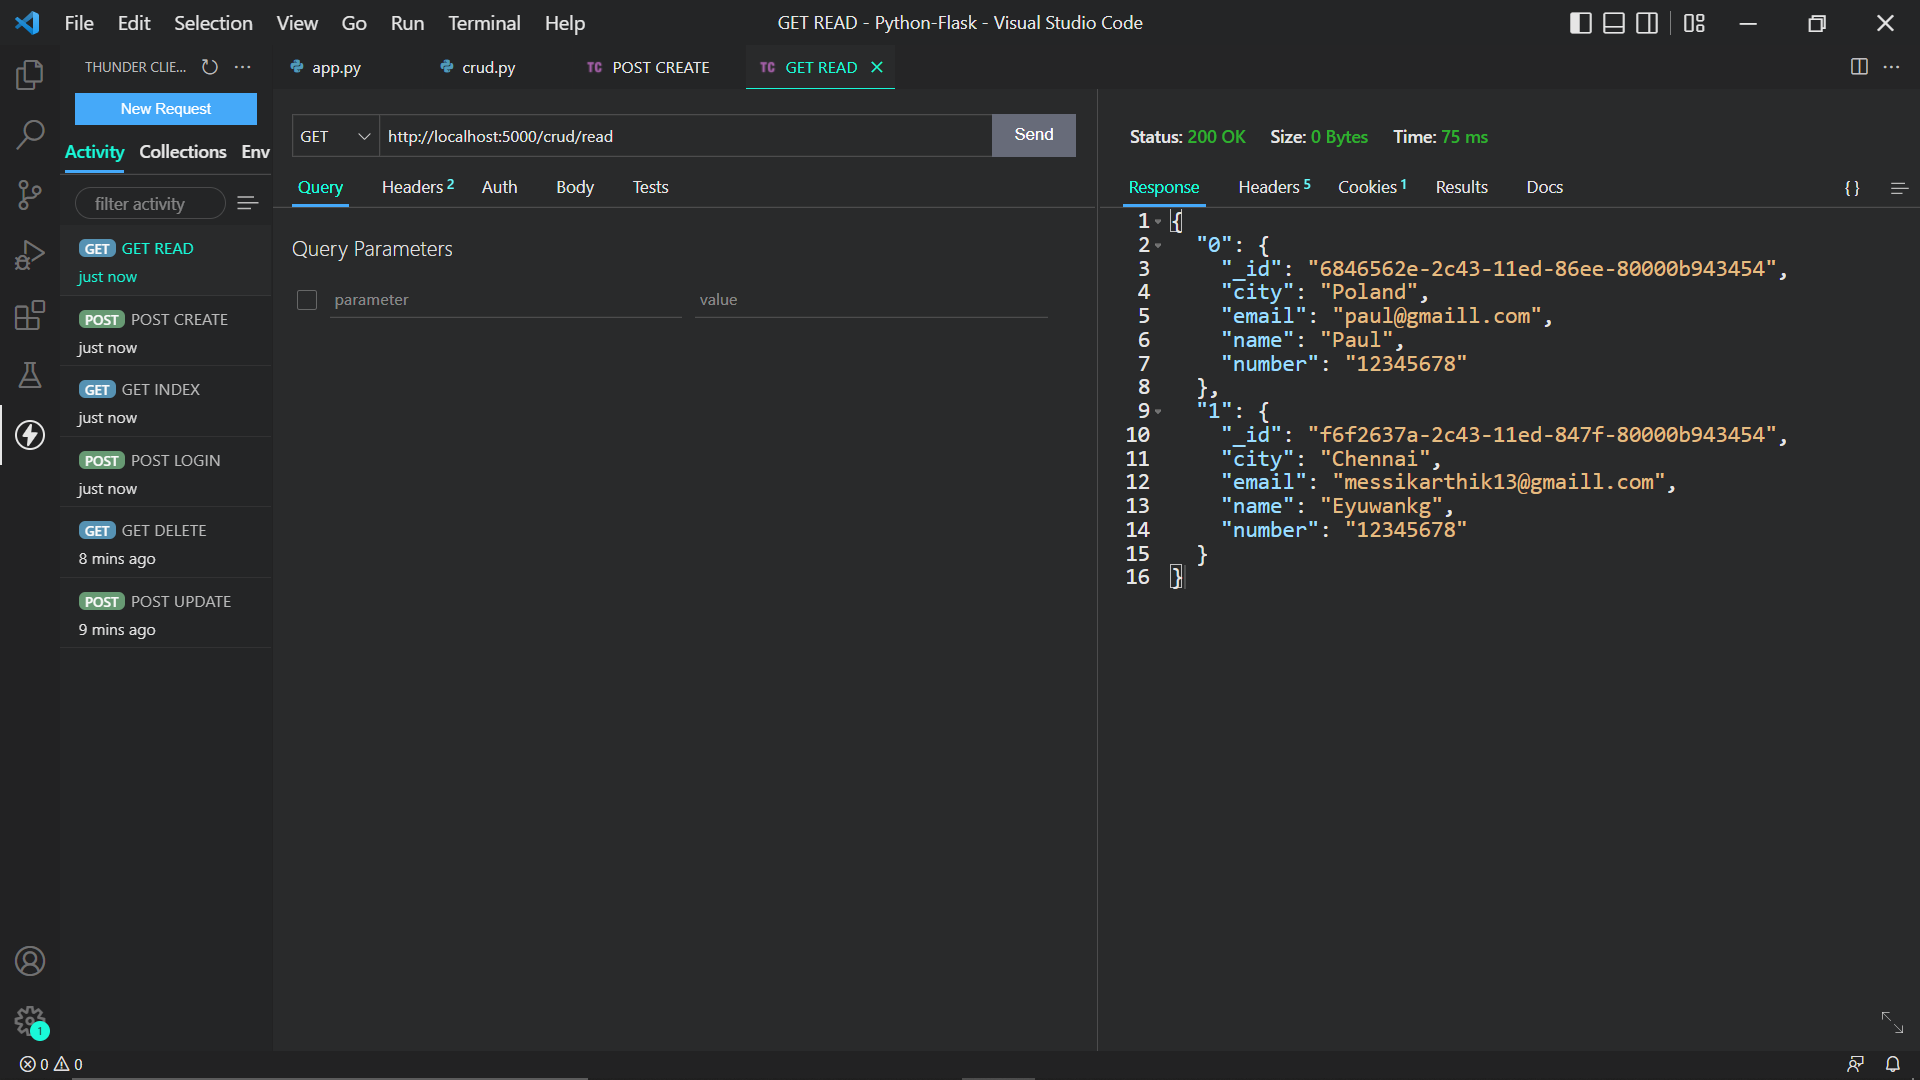 File Edit Selection View Go Run Terminal Help
GET READ - Python-Flask - Visual Studio Code
THUNDER CLIE...
New Request
Activity Collections Env
filter activity
GET GET READ
just now
POST POST CREATE
just now
GET GET INDEX
just now
POST POST LOGIN
just now
GET GET DELETE
8 mins ago
POST POST UPDATE
9 mins ago
app.py crud.py TC POST CREATE TC GET READ
GET http://localhost:5000/crud/read Send
Query Headers 2 Auth Body Tests
Query Parameters
parameter value
Status: 200 OK Size: 0 Bytes Time: 75 ms
Response Headers 5 Cookies 1 Results Docs {}
1 {
2 "0": {
3 "_id": "6846562e-2c43-11ed-86ee-80000b943454",
4 "city": "Poland",
5 "email": "paul@gmaill.com",
6 "name": "Paul",
7 "number": "12345678"
8 },
9 "1": {
10 "_id": "f6f2637a-2c43-11ed-847f-80000b943454",
11 "city": "Chennai",
12 "email": "messikarthik13@gmaill.com",
13 "name": "Eyuwankg",
14 "number": "12345678"
15 }
16 }
1
0 0